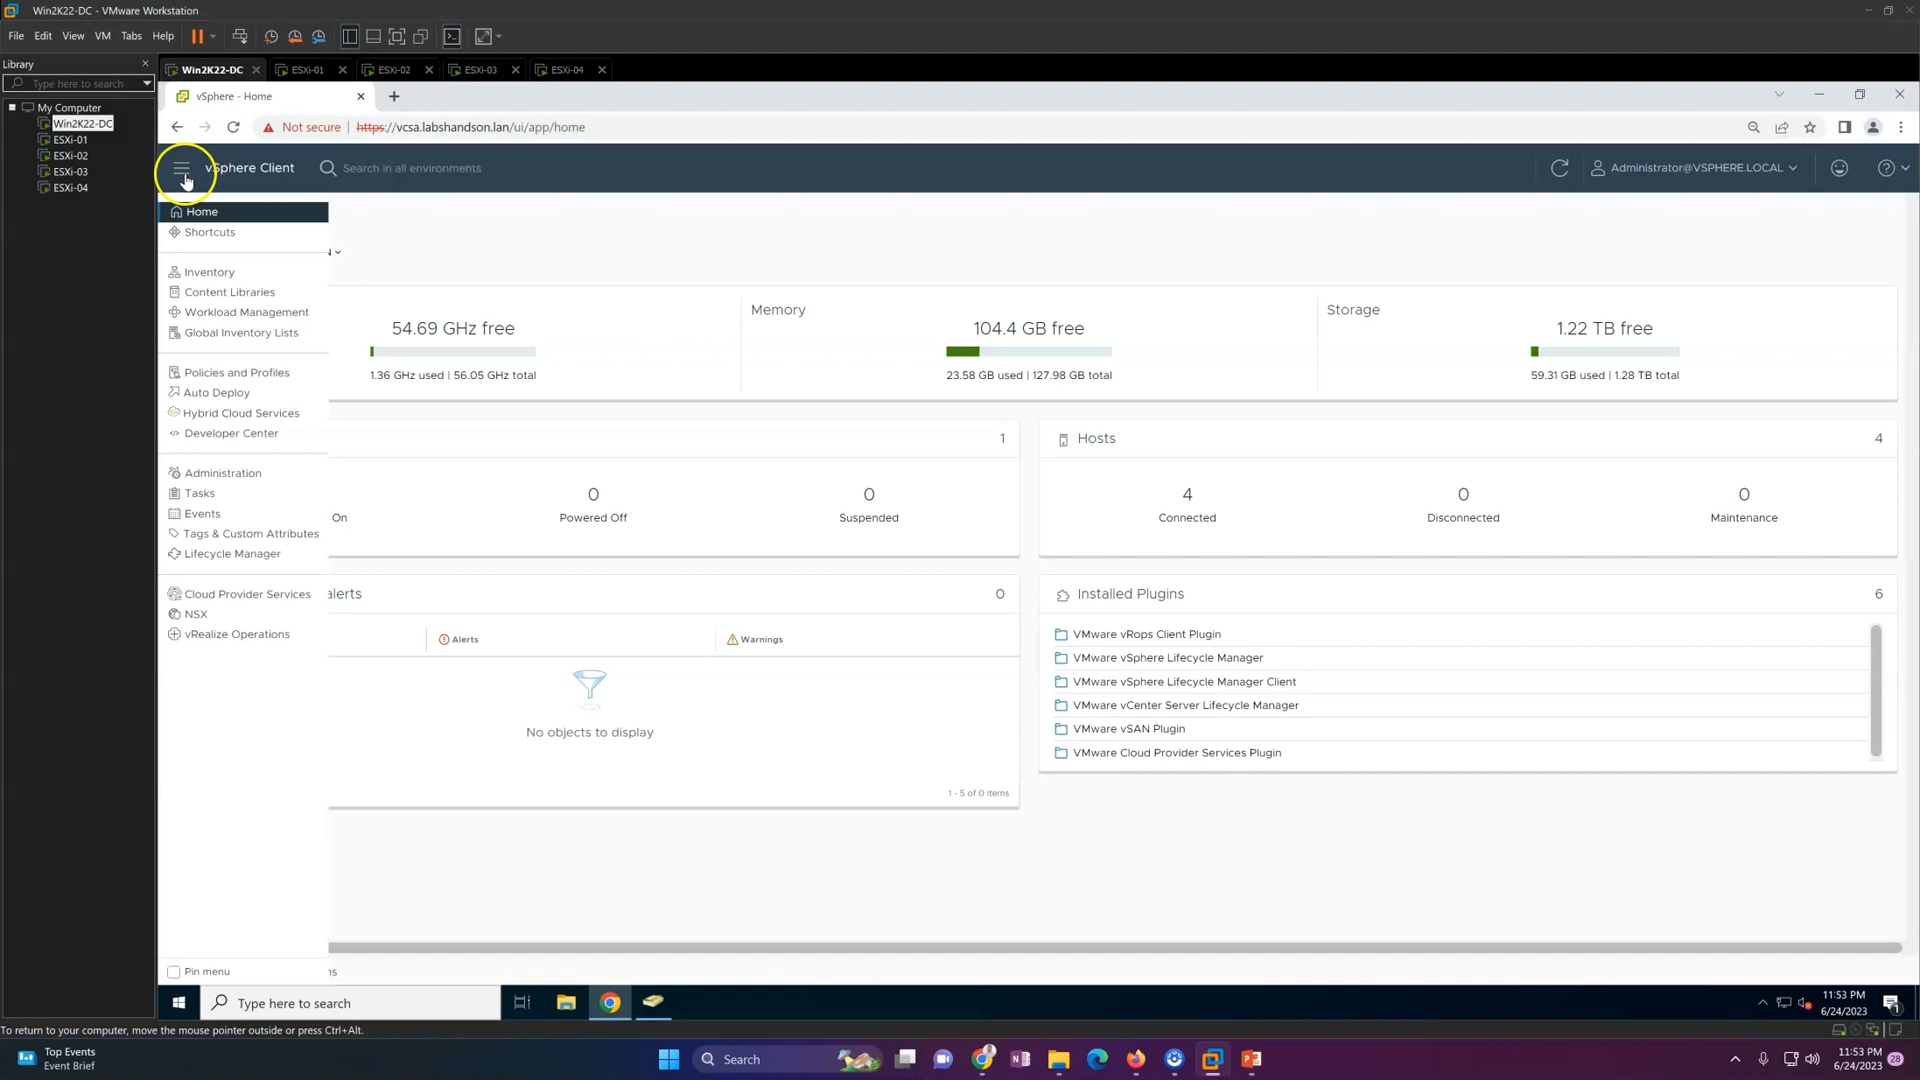 Win2K22-DC - VMware Workstation
File Edit View VM Tabs Help
Library
Type here to search
My Computer
Win2K22-DC
ESXi-01
ESXi-02
ESXi-03
ESXi-04
Win2K22-DC ESXi-01 ESXi-02 ESXi-03 ESXi-04
vSphere - Home
Not secure https://vcsa.labshandson.lan/ui/app/home
vSphere Client Search in all environments Administrator@VSPHERE.LOCAL
Home
Shortcuts
Inventory
Content Libraries
Workload Management
Global Inventory Lists
Policies and Profiles
Auto Deploy
Hybrid Cloud Services
Developer Center
Administration
Tasks
Events
Tags & Custom Attributes
Lifecycle Manager
Cloud Provider Services
NSX
vRealize Operations
Pin menu
54.69 GHz free
1.36 GHz used | 56.05 GHz total
Memory
104.4 GB free
23.58 GB used | 127.98 GB total
Storage
1.22 TB free
59.31 GB used | 1.28 TB total
1
On
0
Powered Off
0
Suspended
Hosts 4
4
Connected
0
Disconnected
0
Maintenance
alerts 0
Alerts Warnings
No objects to display
1 - 5 of 0 items
Installed Plugins 6
VMware vRops Client Plugin
VMware vSphere Lifecycle Manager
VMware vSphere Lifecycle Manager Client
VMware vCenter Server Lifecycle Manager
VMware vSAN Plugin
VMware Cloud Provider Services Plugin
Type here to search
11:53 PM
6/24/2023
1
To return to your computer, move the mouse pointer outside or press Ctrl+Alt.
Top Events
Event Brief
Search
11:53 PM
6/24/2023
28